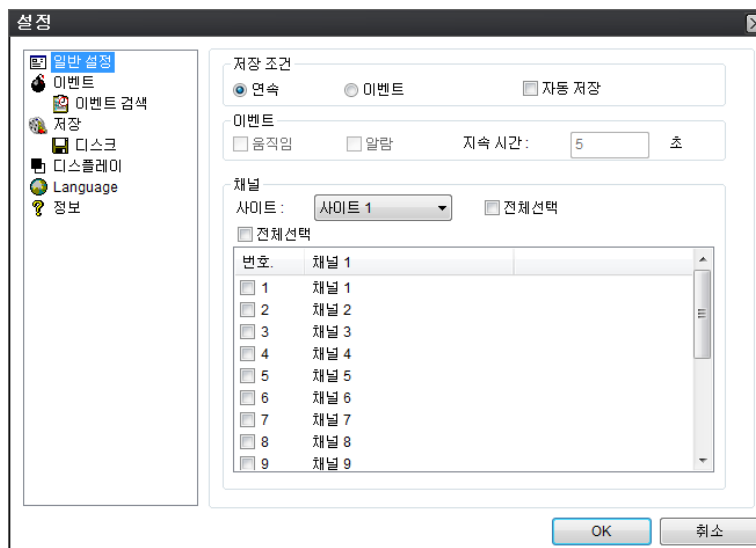 설정
일반 설정
이벤트
이벤트 검색
저장
디스크
디스플레이
Language
정보
저장 조건
연속 이벤트 자동 저장
이벤트
움직임 알람 지속 시간 : 5 초
채널
사이트 : 사이트 1 전체선택
전체선택
번호. 채널 1
1 채널 1
2 채널 2
3 채널 3
4 채널 4
5 채널 5
6 채널 6
7 채널 7
8 채널 8
9 채널 9
OK 취소